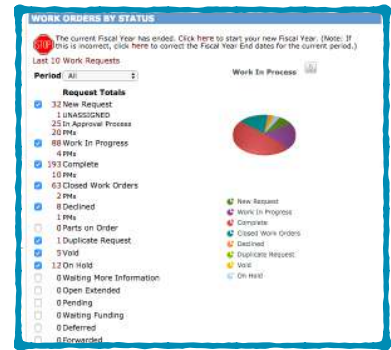 WORK ORDERS BY STATUS
STOP
The current Fiscal Year has ended. Click here to start your new Fiscal Year. (Note: If
this is incorrect, click here to correct the Fiscal Year End dates for the current period.)
Last 10 Work Requests
Period All
Work In Process
Request Totals
32 New Request
1 UNASSIGNED
25 In Approval Process
20 PMs
88 Work In Progress
4 PMs
193 Complete
10 PMs
63 Closed Work Orders
2 PMs
8 Declined
1 PMs
0 Parts on Order
1 Duplicate Request
5 Void
12 On Hold
0 Waiting More Information
0 Open Extended
0 Pending
0 Waiting Funding
0 Deferred
0 Forwarded
New Request
Work In Progress
Complete
Closed Work Orders
Declined
Duplicate Request
Void
On Hold